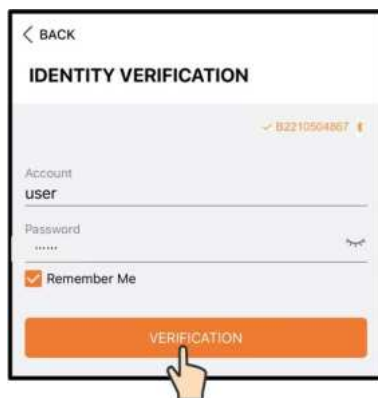 BACK
IDENTITY VERIFICATION
B2210504867
Account
user
Password
......
Remember Me
VERIFICATION